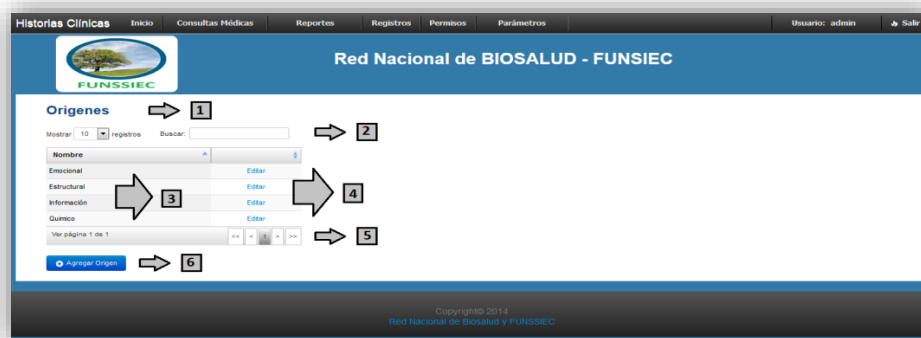 Historias Clínicas Inicio Consultas Médicas Reportes Registros Permisos Parámetros Usuario: admin Salir
FUNSSIEC
Red Nacional de BIOSALUD - FUNSIEC
Origenes 1
Mostrar 10 registros Buscar: 2
Nombre
Emocional Editar
Estructural Editar
Información Editar
Quimico Editar
3
4
Ver página 1 de 1 << < 1 > >> 5
Agregar Origen 6
Copyright© 2014
Red Nacional de Biosalud y FUNSSIEC